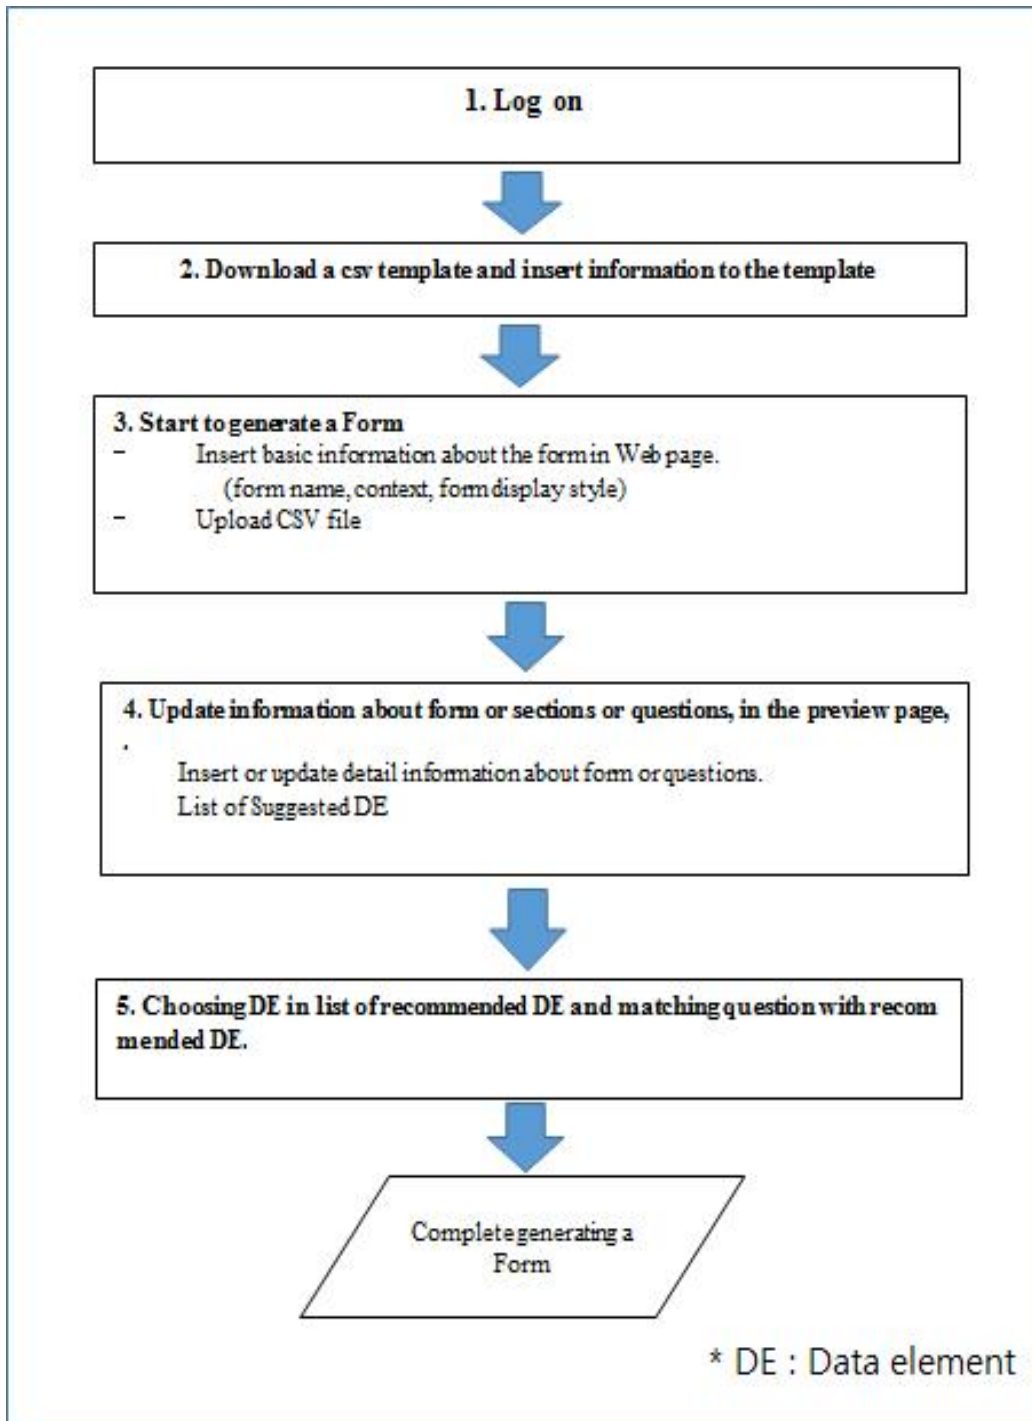 1. Log on
2. Download a csv template and insert information to the template
3. Start to generate a Form
- Insert basic information about the form in Web page.
(form name, context, form display style)
- Upload CSV file
4. Update information about form or sections or questions, in the preview page,
.
Insert or update detail information about form or questions.
List of Suggested DE
5. Choosing DE in list of recommended DE and matching question with recom
mended DE.
Complete generating a
Form
* DE : Data element